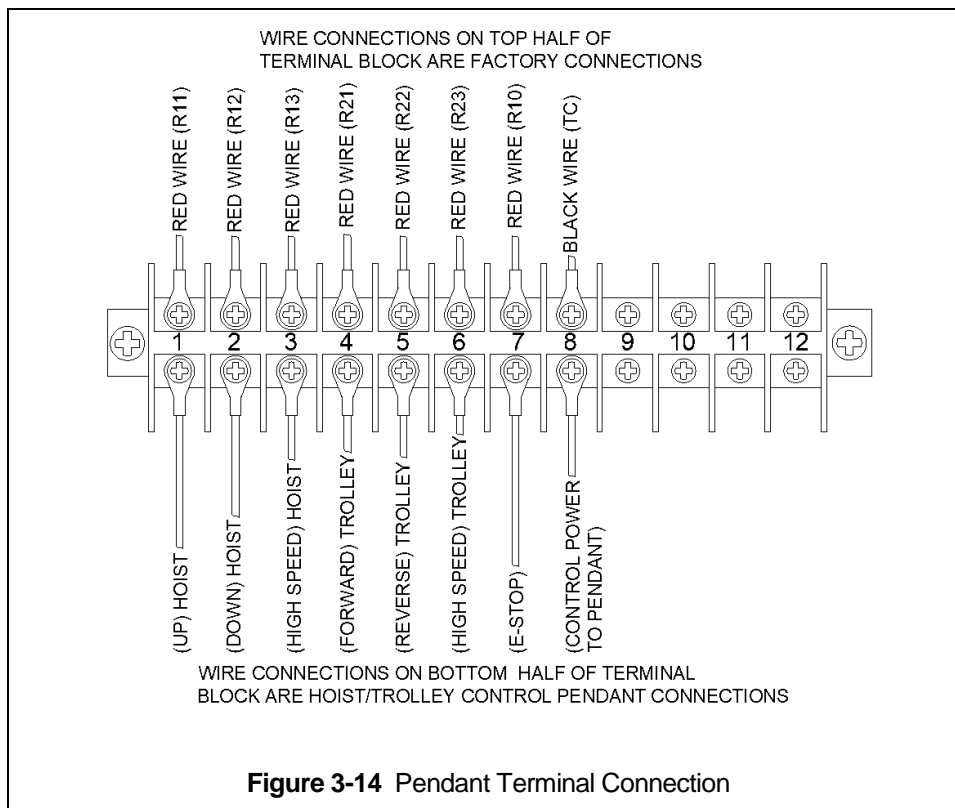 WIRE CONNECTIONS ON TOP HALF OF
TERMINAL BLOCK ARE FACTORY CONNECTIONS
RED WIRE (R11)
RED WIRE (R12)
RED WIRE (R13)
RED WIRE (R21)
RED WIRE (R22)
RED WIRE (R23)
RED WIRE (R10)
BLACK WIRE (TC)
1 2 3 4 5 6 7 8 9 10 11 12
(UP) HOIST
(DOWN) HOIST
(HIGH SPEED) HOIST
(FORWARD) TROLLEY
(REVERSE) TROLLEY
(HIGH SPEED) TROLLEY
(E-STOP)
(CONTROL POWER
TO PENDANT)
WIRE CONNECTIONS ON BOTTOM HALF OF TERMINAL
BLOCK ARE HOIST/TROLLEY CONTROL PENDANT CONNECTIONS
Figure 3-14 Pendant Terminal Connection